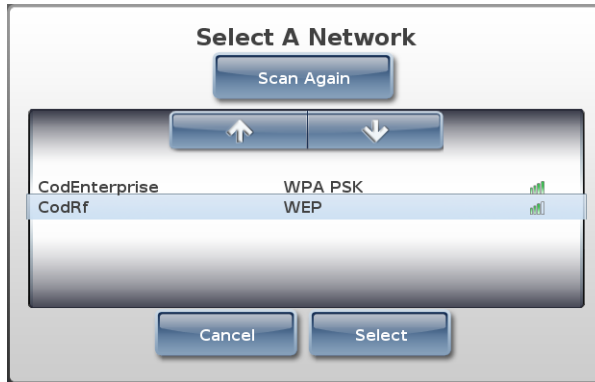 Select A Network
Scan Again
CodEnterprise WPA PSK
CodRf WEP
Cancel Select